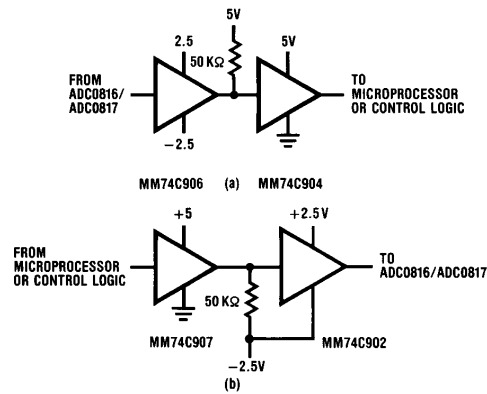 5V
2.5
50 KΩ
5V
FROM
ADC0816/
ADC0817
TO
MICROPROCESSOR
OR CONTROL LOGIC
−2.5
MM74C906 (a) MM74C904
+5
+2.5V
FROM
MICROPROCESSOR
OR CONTROL LOGIC
TO
ADC0816/ADC0817
50 KΩ
MM74C907
MM74C902
−2.5V
(b)